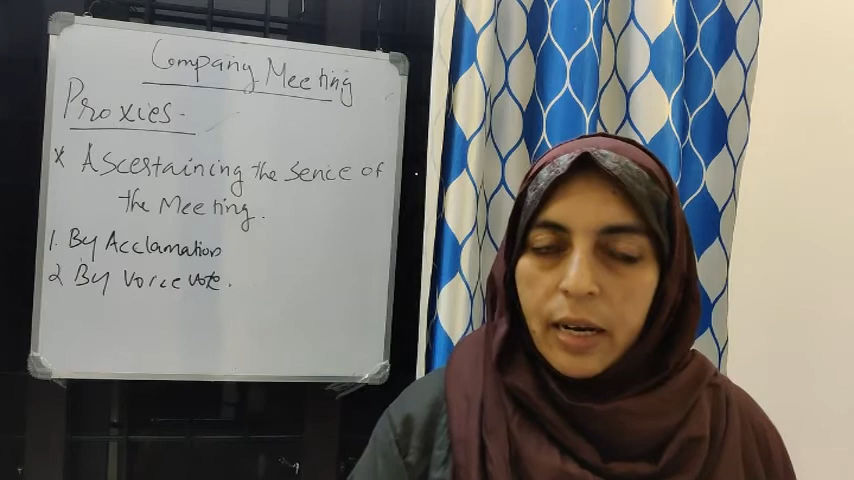 Company Meeting
Proxies-
x Ascertaining the sence of
the Meeting.
1. By Acclamation
2 By voice vote.